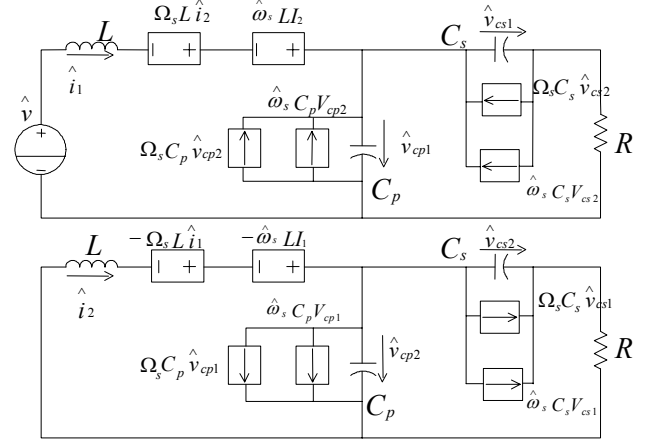 L
Ω_s L î_2
ω̂_s LI_2
C_s
v̂_cs1
î_1
v̂
+
−
− +
− +
Ω_s C_p v̂_cp2
ω̂_s C_p V_cp2
v̂_cp1
C_p
Ω_s C_s v̂_cs2
ω̂_s C_s V_cs2
R
L
−Ω_s L î_1
−ω̂_s LI_1
C_s
v̂_cs2
î_2
− +
− +
Ω_s C_p v̂_cp1
ω̂_s C_p V_cp1
v̂_cp2
C_p
Ω_s C_s v̂_cs1
ω̂_s C_s V_cs1
R